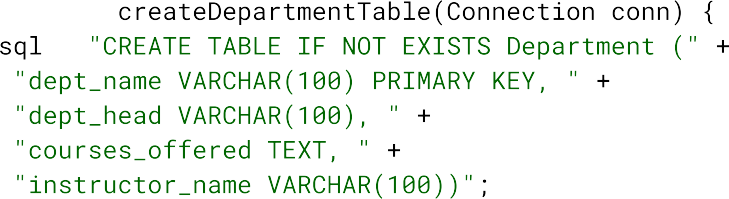 createDepartmentTable(Connection conn) {
sql "CREATE TABLE IF NOT EXISTS Department (" +
"dept_name VARCHAR(100) PRIMARY KEY, " +
"dept_head VARCHAR(100), " +
"courses_offered TEXT, " +
"instructor_name VARCHAR(100))";